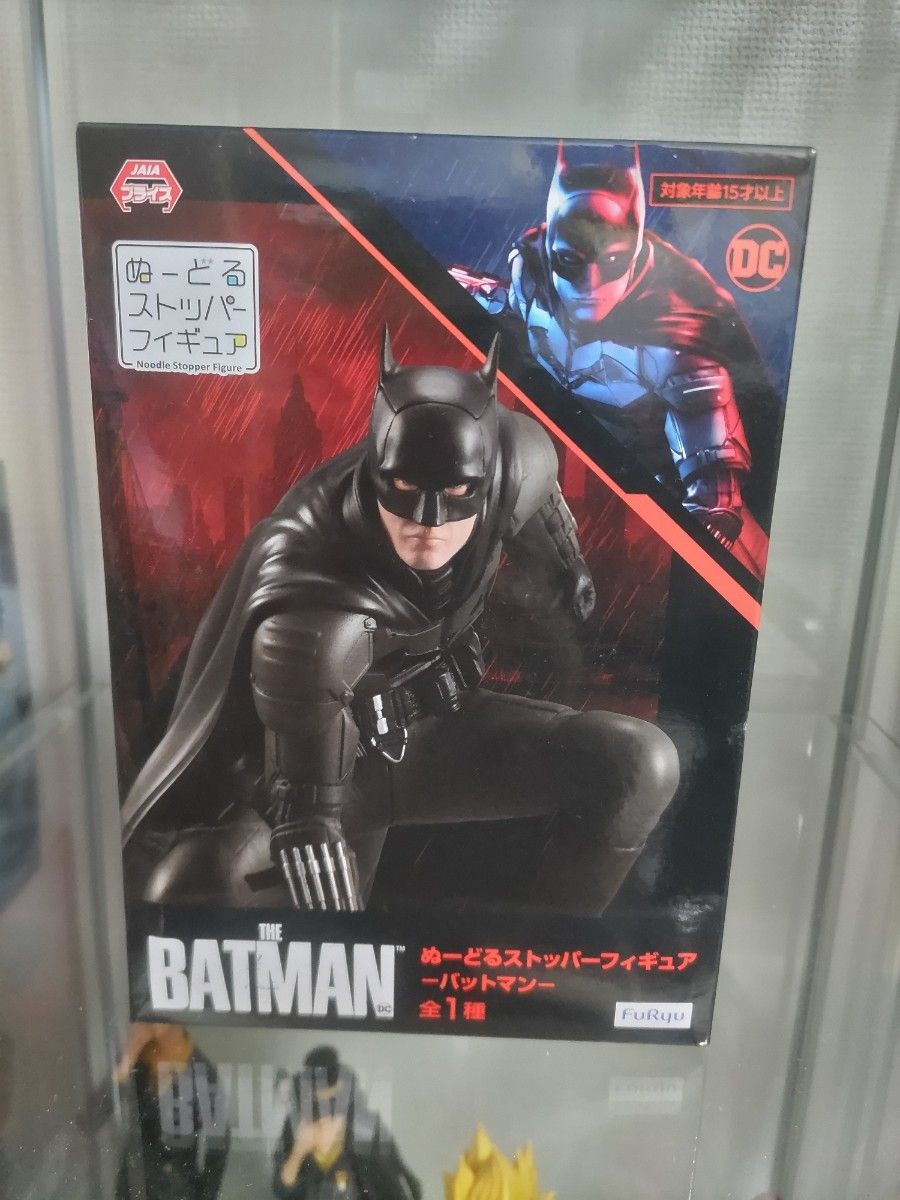 JAIA
プライズ
対象年齢15才以上
DC
ぬーどる
ストッパー
フィギュア
Noodle Stopper Figure
THE
BATMAN™
DC
ぬーどるストッパーフィギュア
ーバットマンー
全1種
FuRyu